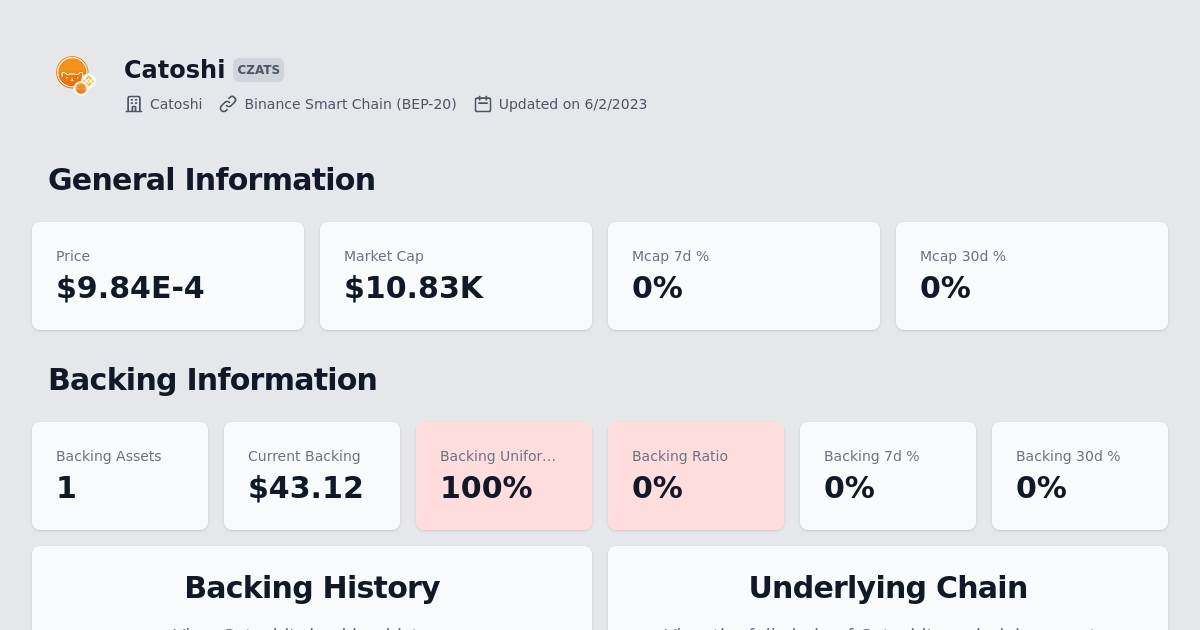 Catoshi CZATS
Catoshi Binance Smart Chain (BEP-20) Updated on 6/2/2023
General Information
Price
$9.84E-4
Market Cap
$10.83K
Mcap 7d %
0%
Mcap 30d %
0%
Backing Information
Backing Assets
1
Current Backing
$43.12
Backing Unifor...
100%
Backing Ratio
0%
Backing 7d %
0%
Backing 30d %
0%
Backing History
Underlying Chain